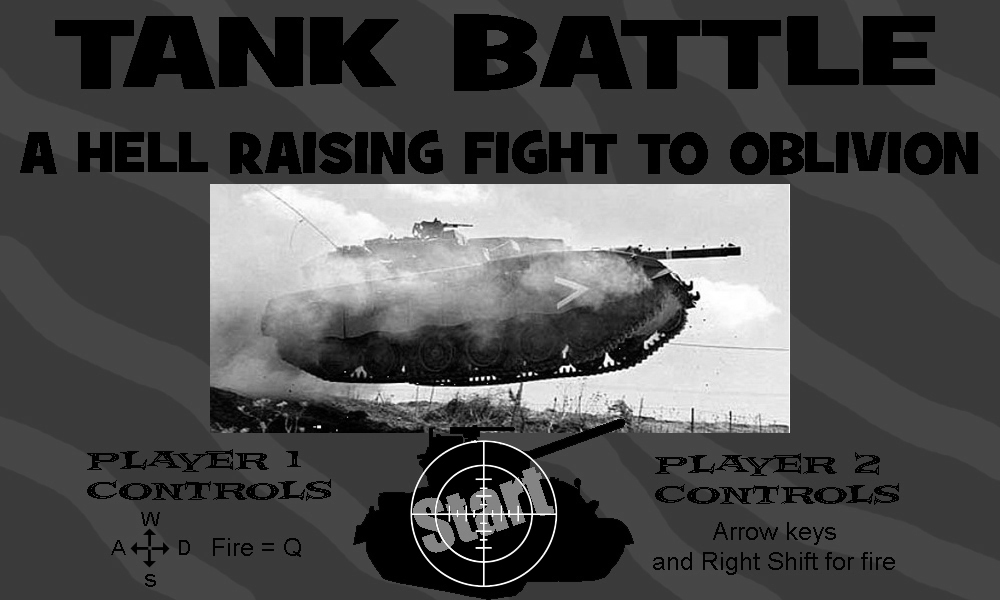 TANK BATTLE
A HELL RAISING FIGHT TO OBLIVION
PLAYER 1
CONTROLS
W
A D Fire = Q
S
Start
PLAYER 2
CONTROLS
Arrow keys
and Right Shift for fire